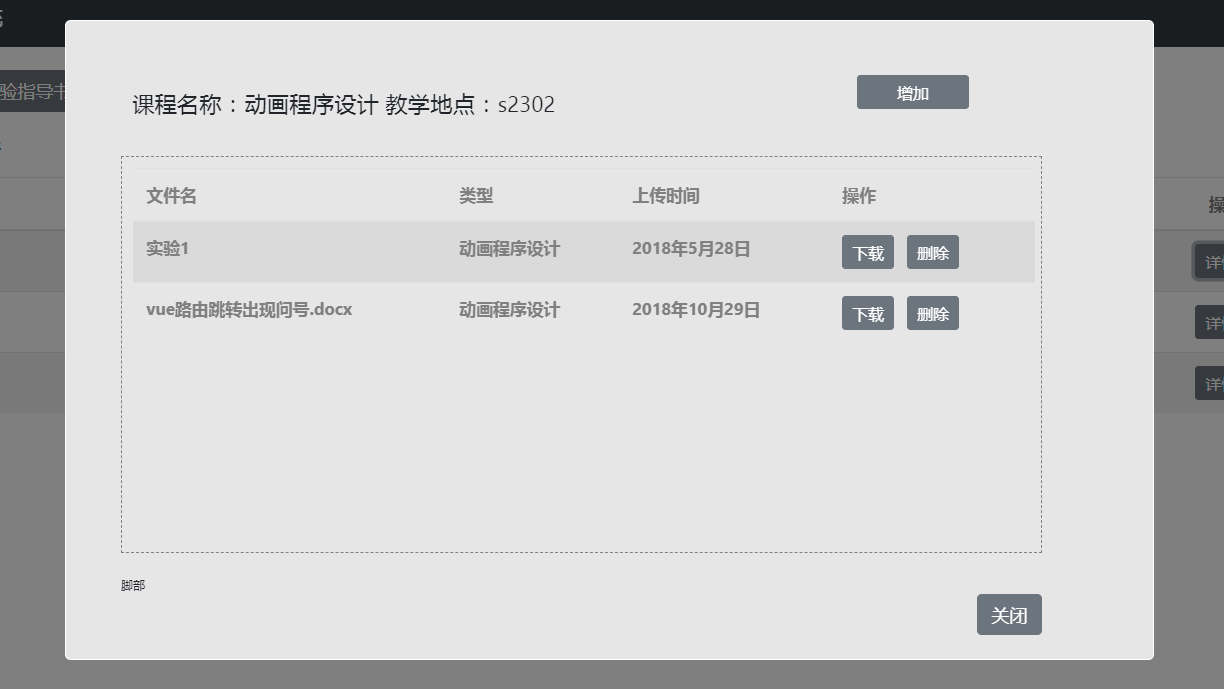 课程名称：动画程序设计 教学地点：s2302
增加
文件名 类型 上传时间 操作
实验1 动画程序设计 2018年5月28日 下载 删除
vue路由跳转出现问号.docx 动画程序设计 2018年10月29日 下载 删除
脚部
关闭
验指导书
操
详
详
详